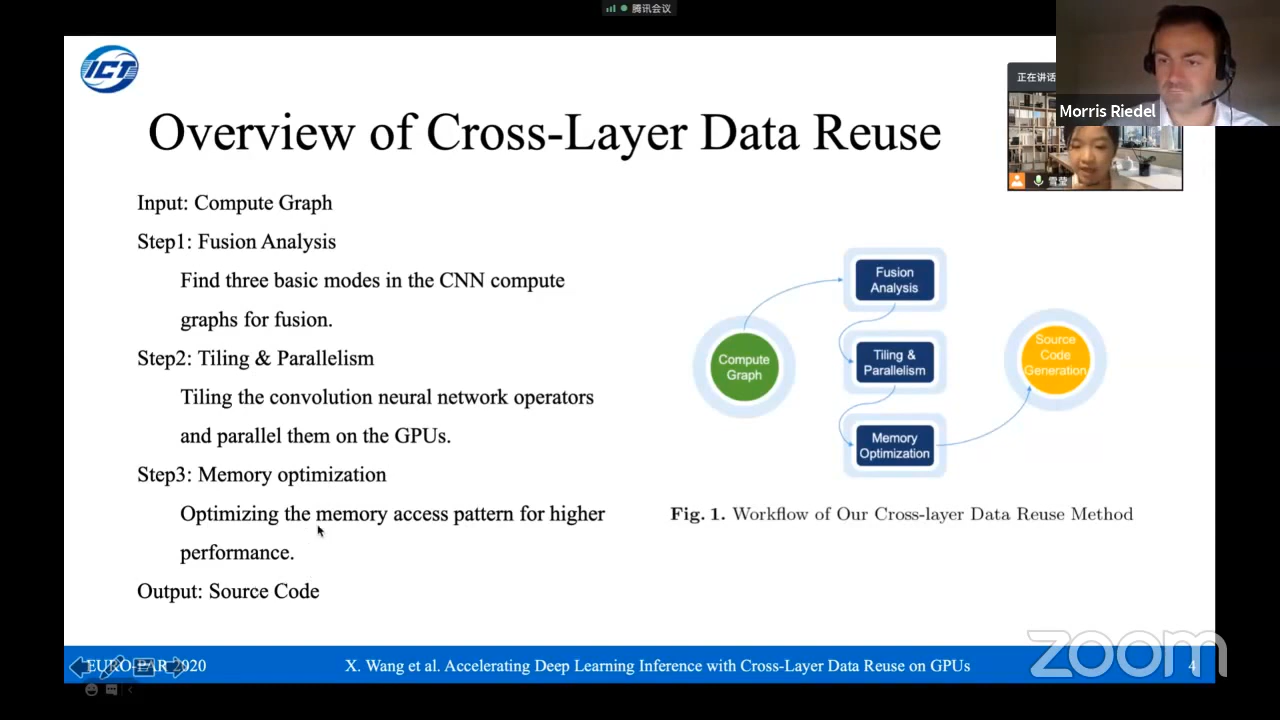 腾讯会议
ICT
Overview of Cross-Layer Data Reuse
正在讲话
Morris Riedel
雪莹
Input: Compute Graph
Step1: Fusion Analysis
Find three basic modes in the CNN compute
graphs for fusion.
Step2: Tiling & Parallelism
Tiling the convolution neural network operators
and parallel them on the GPUs.
Step3: Memory optimization
Optimizing the memory access pattern for higher
performance.
Output: Source Code
Compute
Graph
Fusion
Analysis
Tiling &
Parallelism
Memory
Optimization
Source
Code
Generation
Fig. 1. Workflow of Our Cross-layer Data Reuse Method
EURO-PAR 2020
X. Wang et al. Accelerating Deep Learning Inference with Cross-Layer Data Reuse on GPUs
4
zoom